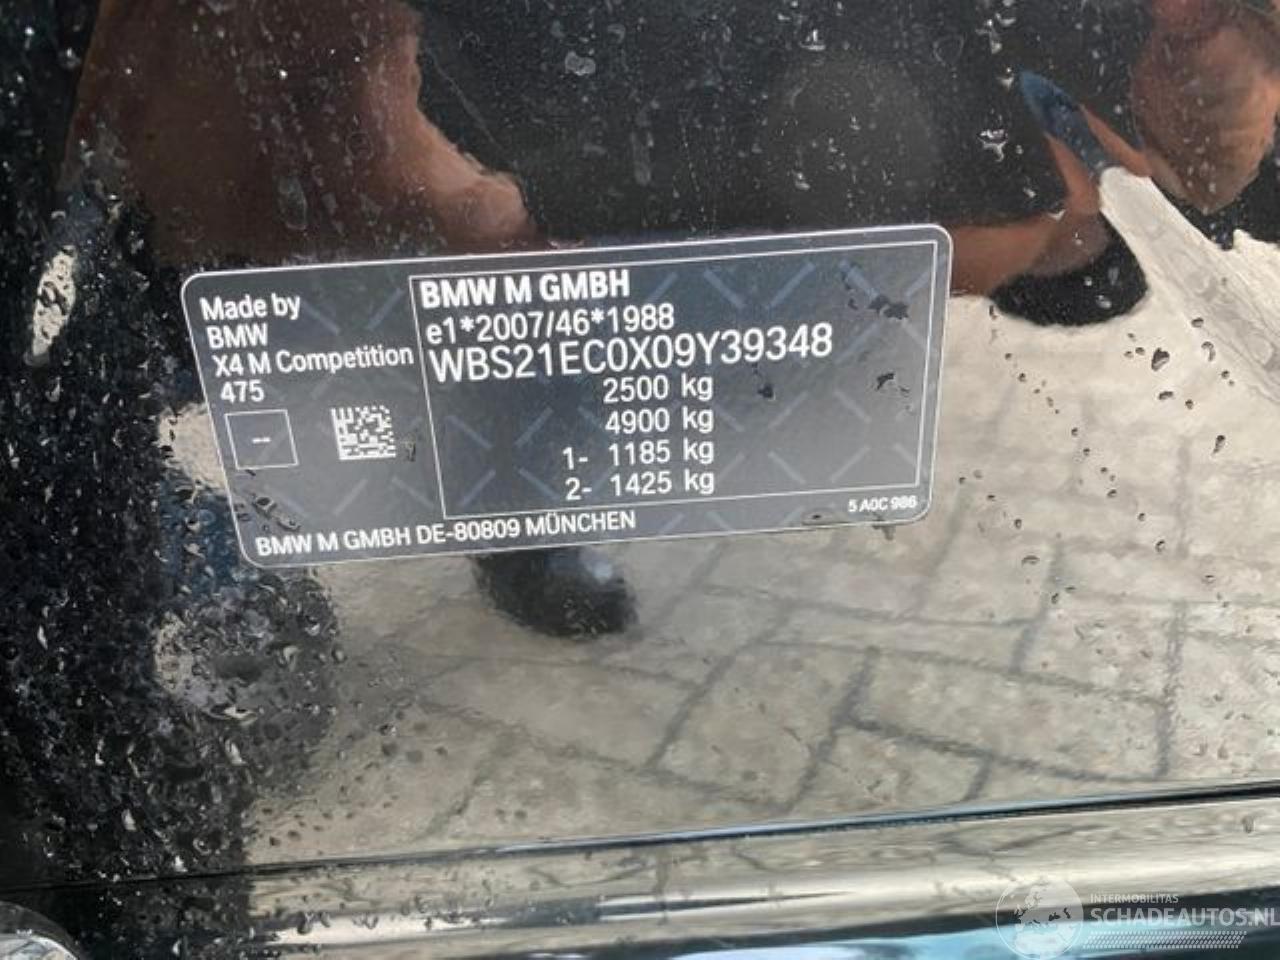 Made by
BMW
X4 M Competition
475
--
BMW M GMBH
e1*2007/46*1988
WBS21EC0X09Y39348
2500 kg
4900 kg
1- 1185 kg
2- 1425 kg
5 A0C 986
BMW M GMBH DE-80809 MÜNCHEN
INTERMOBILITAS
SCHADEAUTOS.NL